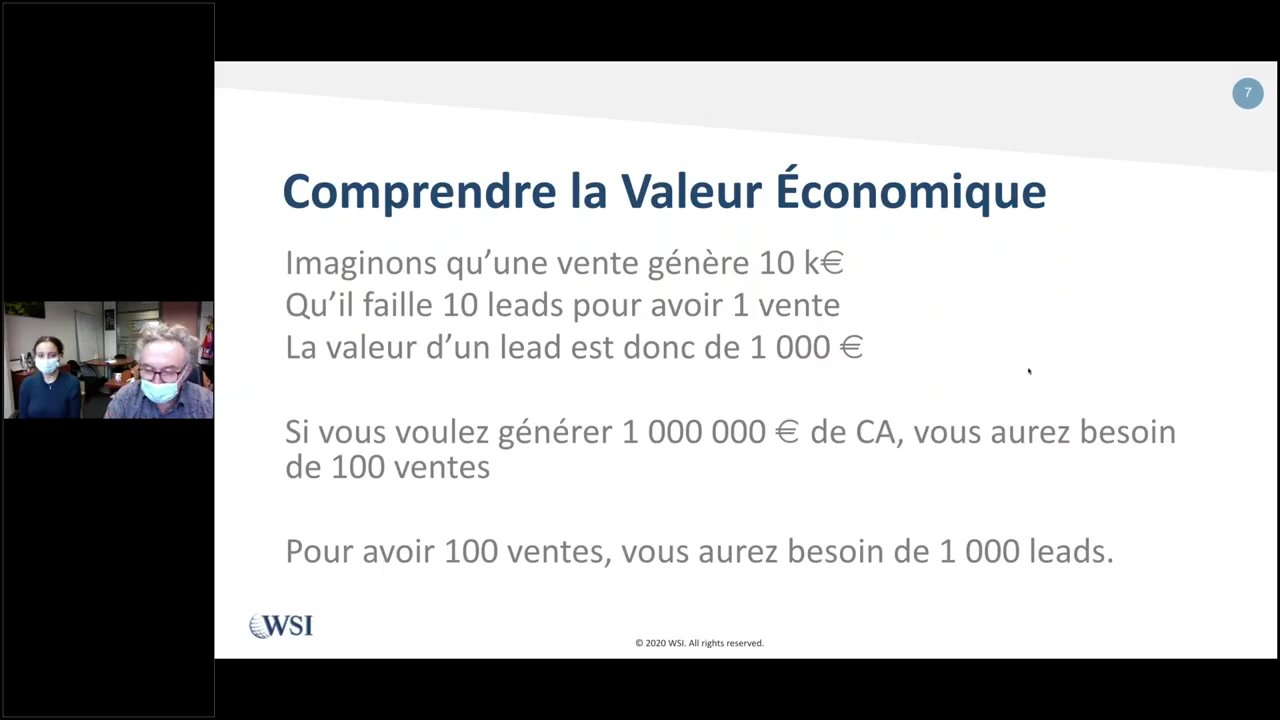 7
Comprendre la Valeur Économique
Imaginons qu’une vente génère 10 k€
Qu’il faille 10 leads pour avoir 1 vente
La valeur d’un lead est donc de 1 000 €
Si vous voulez générer 1 000 000 € de CA, vous aurez besoin
de 100 ventes
Pour avoir 100 ventes, vous aurez besoin de 1 000 leads.
WSI
© 2020 WSI. All rights reserved.